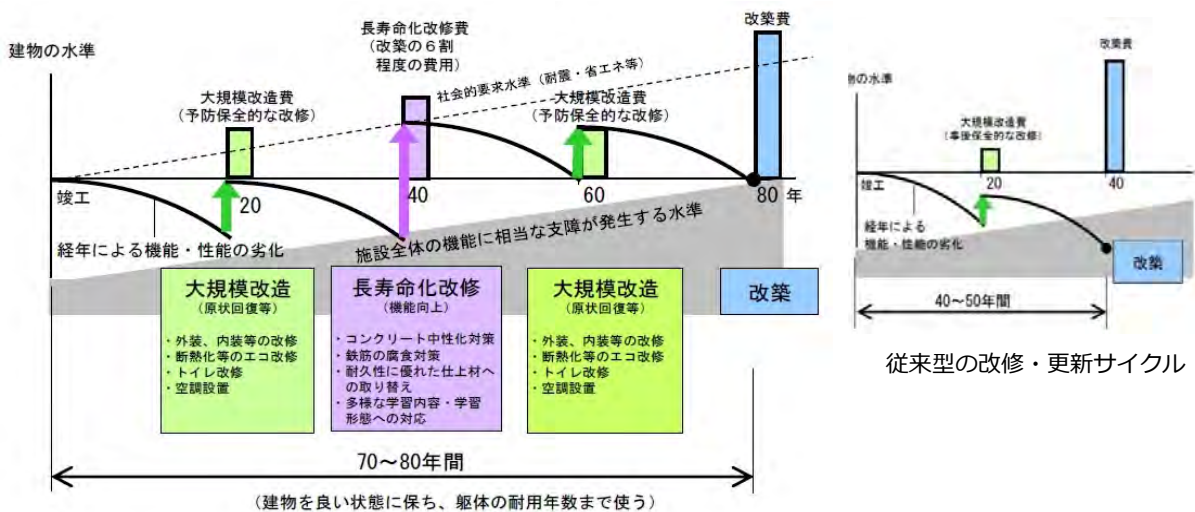 建物の水準
長寿命化改修費
（改築の６割
程度の費用）
改築費
社会的要求水準（耐震・省エネ等）
大規模改造費
（予防保全的な改修）
大規模改造費
（予防保全的な改修）
竣工
20
40
60
80 年
経年による機能・性能の劣化
施設全体の機能に相当な支障が発生する水準
大規模改造
（原状回復等）
・外装、内装等の改修
・断熱化等のエコ改修
・トイレ改修
・空調設置
長寿命化改修
（機能向上）
・コンクリート中性化対策
・鉄筋の腐食対策
・耐久性に優れた仕上材へ
の取り替え
・多様な学習内容・学習
形態への対応
大規模改造
（原状回復等）
・外装、内装等の改修
・断熱化等のエコ改修
・トイレ改修
・空調設置
改築
70～80年間
（建物を良い状態に保ち、躯体の耐用年数まで使う）
物の水準
改築費
大規模改造費
（事後保全的な改修）
竣工
20
40
経年による
機能・性能の劣化
改築
40～50年間
従来型の改修・更新サイクル